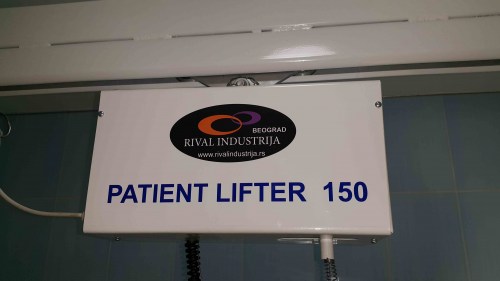 BEOGRAD
RIVAL INDUSTRIJA
www.rivalindustrija.rs
PATIENT LIFTER 150